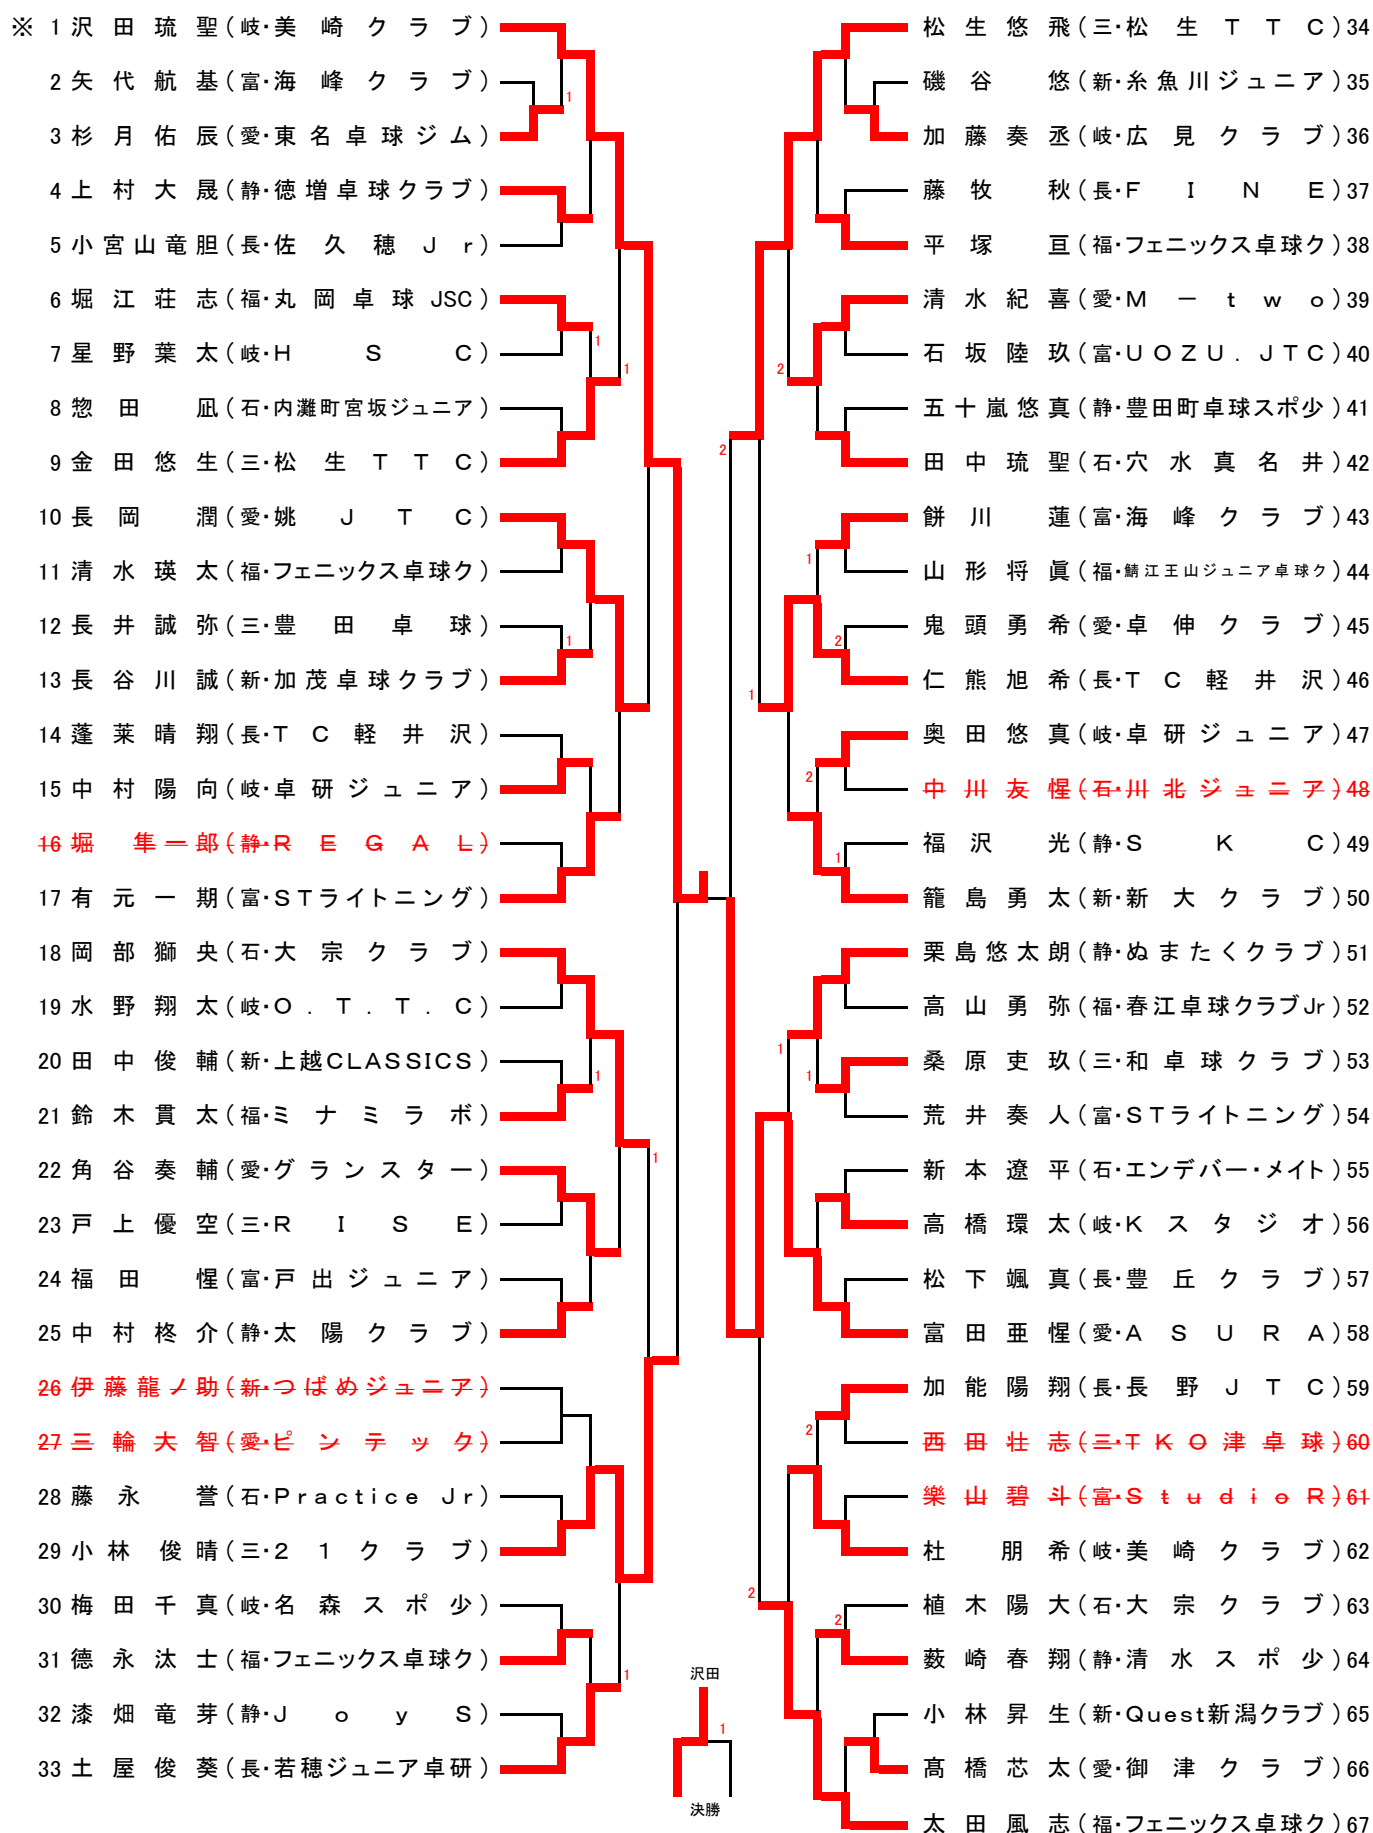 ※ 1 沢田琉聖(岐・美崎クラブ)
2 矢代航基(富・海峰クラブ)
3 杉月佑辰(愛・東名卓球ジム)
4 上村大晟(静・徳増卓球クラブ)
5 小宮山竜胆(長・佐久穂Jr)
6 堀江荘志(福・丸岡卓球JSC)
7 星野葉太(岐・HSC)
8 惣田凪(石・内灘町宮坂ジュニア)
9 金田悠生(三・松生TTC)
10 長岡潤(愛・姚JTC)
11 清水瑛太(福・フェニックス卓球ク)
12 長井誠弥(三・豊田卓球)
13 長谷川誠(新・加茂卓球クラブ)
14 蓬莱晴翔(長・TC軽井沢)
15 中村陽向(岐・卓研ジュニア)
16 堀隼一郎(静・REGAL)
17 有元一期(富・STライトニング)
18 岡部獅央(石・大宗クラブ)
19 水野翔太(岐・O.T.T.C)
20 田中俊輔(新・上越CLASSICS)
21 鈴木貫太(福・ミナミラボ)
22 角谷奏輔(愛・グランスター)
23 戸上優空(三・RISE)
24 福田惺(富・戸出ジュニア)
25 中村柊介(静・太陽クラブ)
26 伊藤龍ノ助(新・つばめジュニア)
27 三輪大智(愛・ピンテック)
28 藤永誉(石・Practice Jr)
29 小林俊晴(三・21クラブ)
30 梅田千真(岐・名森スポ少)
31 德永汰士(福・フェニックス卓球ク)
32 漆畑竜芽(静・JoyS)
33 土屋俊葵(長・若穂ジュニア卓研)
1
1
1
1
1
1
1
沢田
1
決勝
2
2
1
1
2
2
1
1
1
2
2
2
松生悠飛(三・松生TTC)34
磯谷悠(新・糸魚川ジュニア)35
加藤奏丞(岐・広見クラブ)36
藤牧秋(長・FINE)37
平塚亘(福・フェニックス卓球ク)38
清水紀喜(愛・M－two)39
石坂陸玖(富・UOZU.JTC)40
五十嵐悠真(静・豊田町卓球スポ少)41
田中琉聖(石・穴水真名井)42
餅川蓮(富・海峰クラブ)43
山形将眞(福・鯖江王山ジュニア卓球ク)44
鬼頭勇希(愛・卓伸クラブ)45
仁熊旭希(長・TC軽井沢)46
奥田悠真(岐・卓研ジュニア)47
中川友惺(石・川北ジュニア)48
福沢光(静・SKC)49
籠島勇太(新・新大クラブ)50
栗島悠太朗(静・ぬまたくクラブ)51
高山勇弥(福・春江卓球クラブJr)52
桑原吏玖(三・和卓球クラブ)53
荒井奏人(富・STライトニング)54
新本遼平(石・エンデバー・メイト)55
高橋環太(岐・Kスタジオ)56
松下颯真(長・豊丘クラブ)57
富田亜惺(愛・ASURA)58
加能陽翔(長・長野JTC)59
西田壮志(三・TKO津卓球)60
樂山碧斗(富・StudioR)61
杜朋希(岐・美崎クラブ)62
植木陽大(石・大宗クラブ)63
薮崎春翔(静・清水スポ少)64
小林昇生(新・Quest新潟クラブ)65
髙橋芯太(愛・御津クラブ)66
太田風志(福・フェニックス卓球ク)67